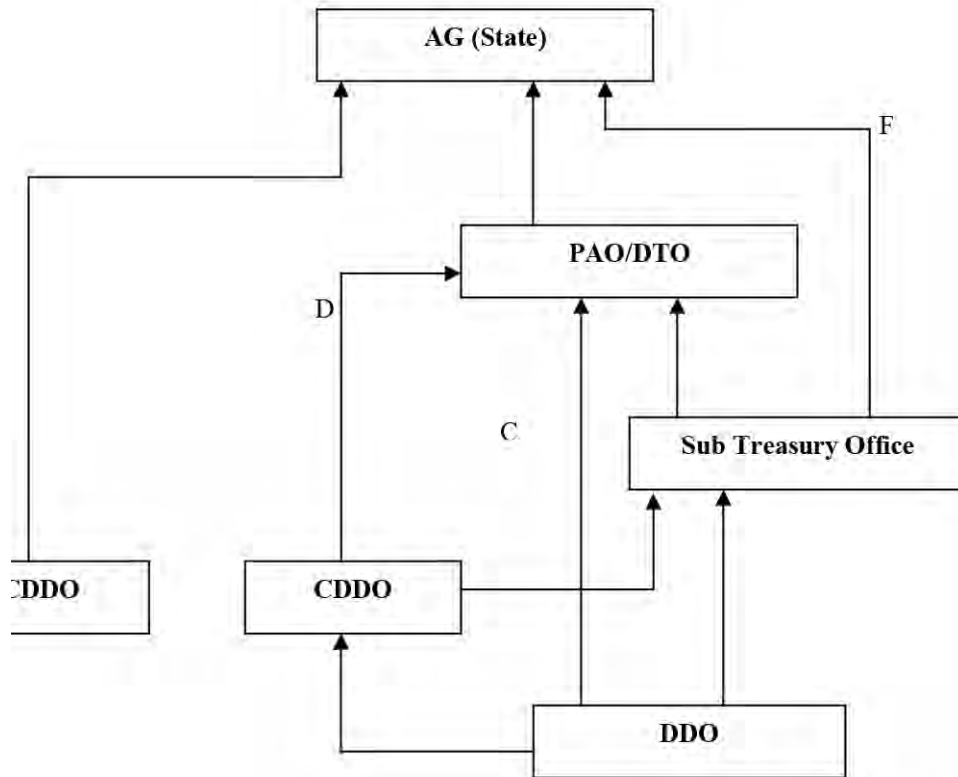 AG (State)
F
PAO/DTO
D
C
Sub Treasury Office
CDDO
CDDO
DDO